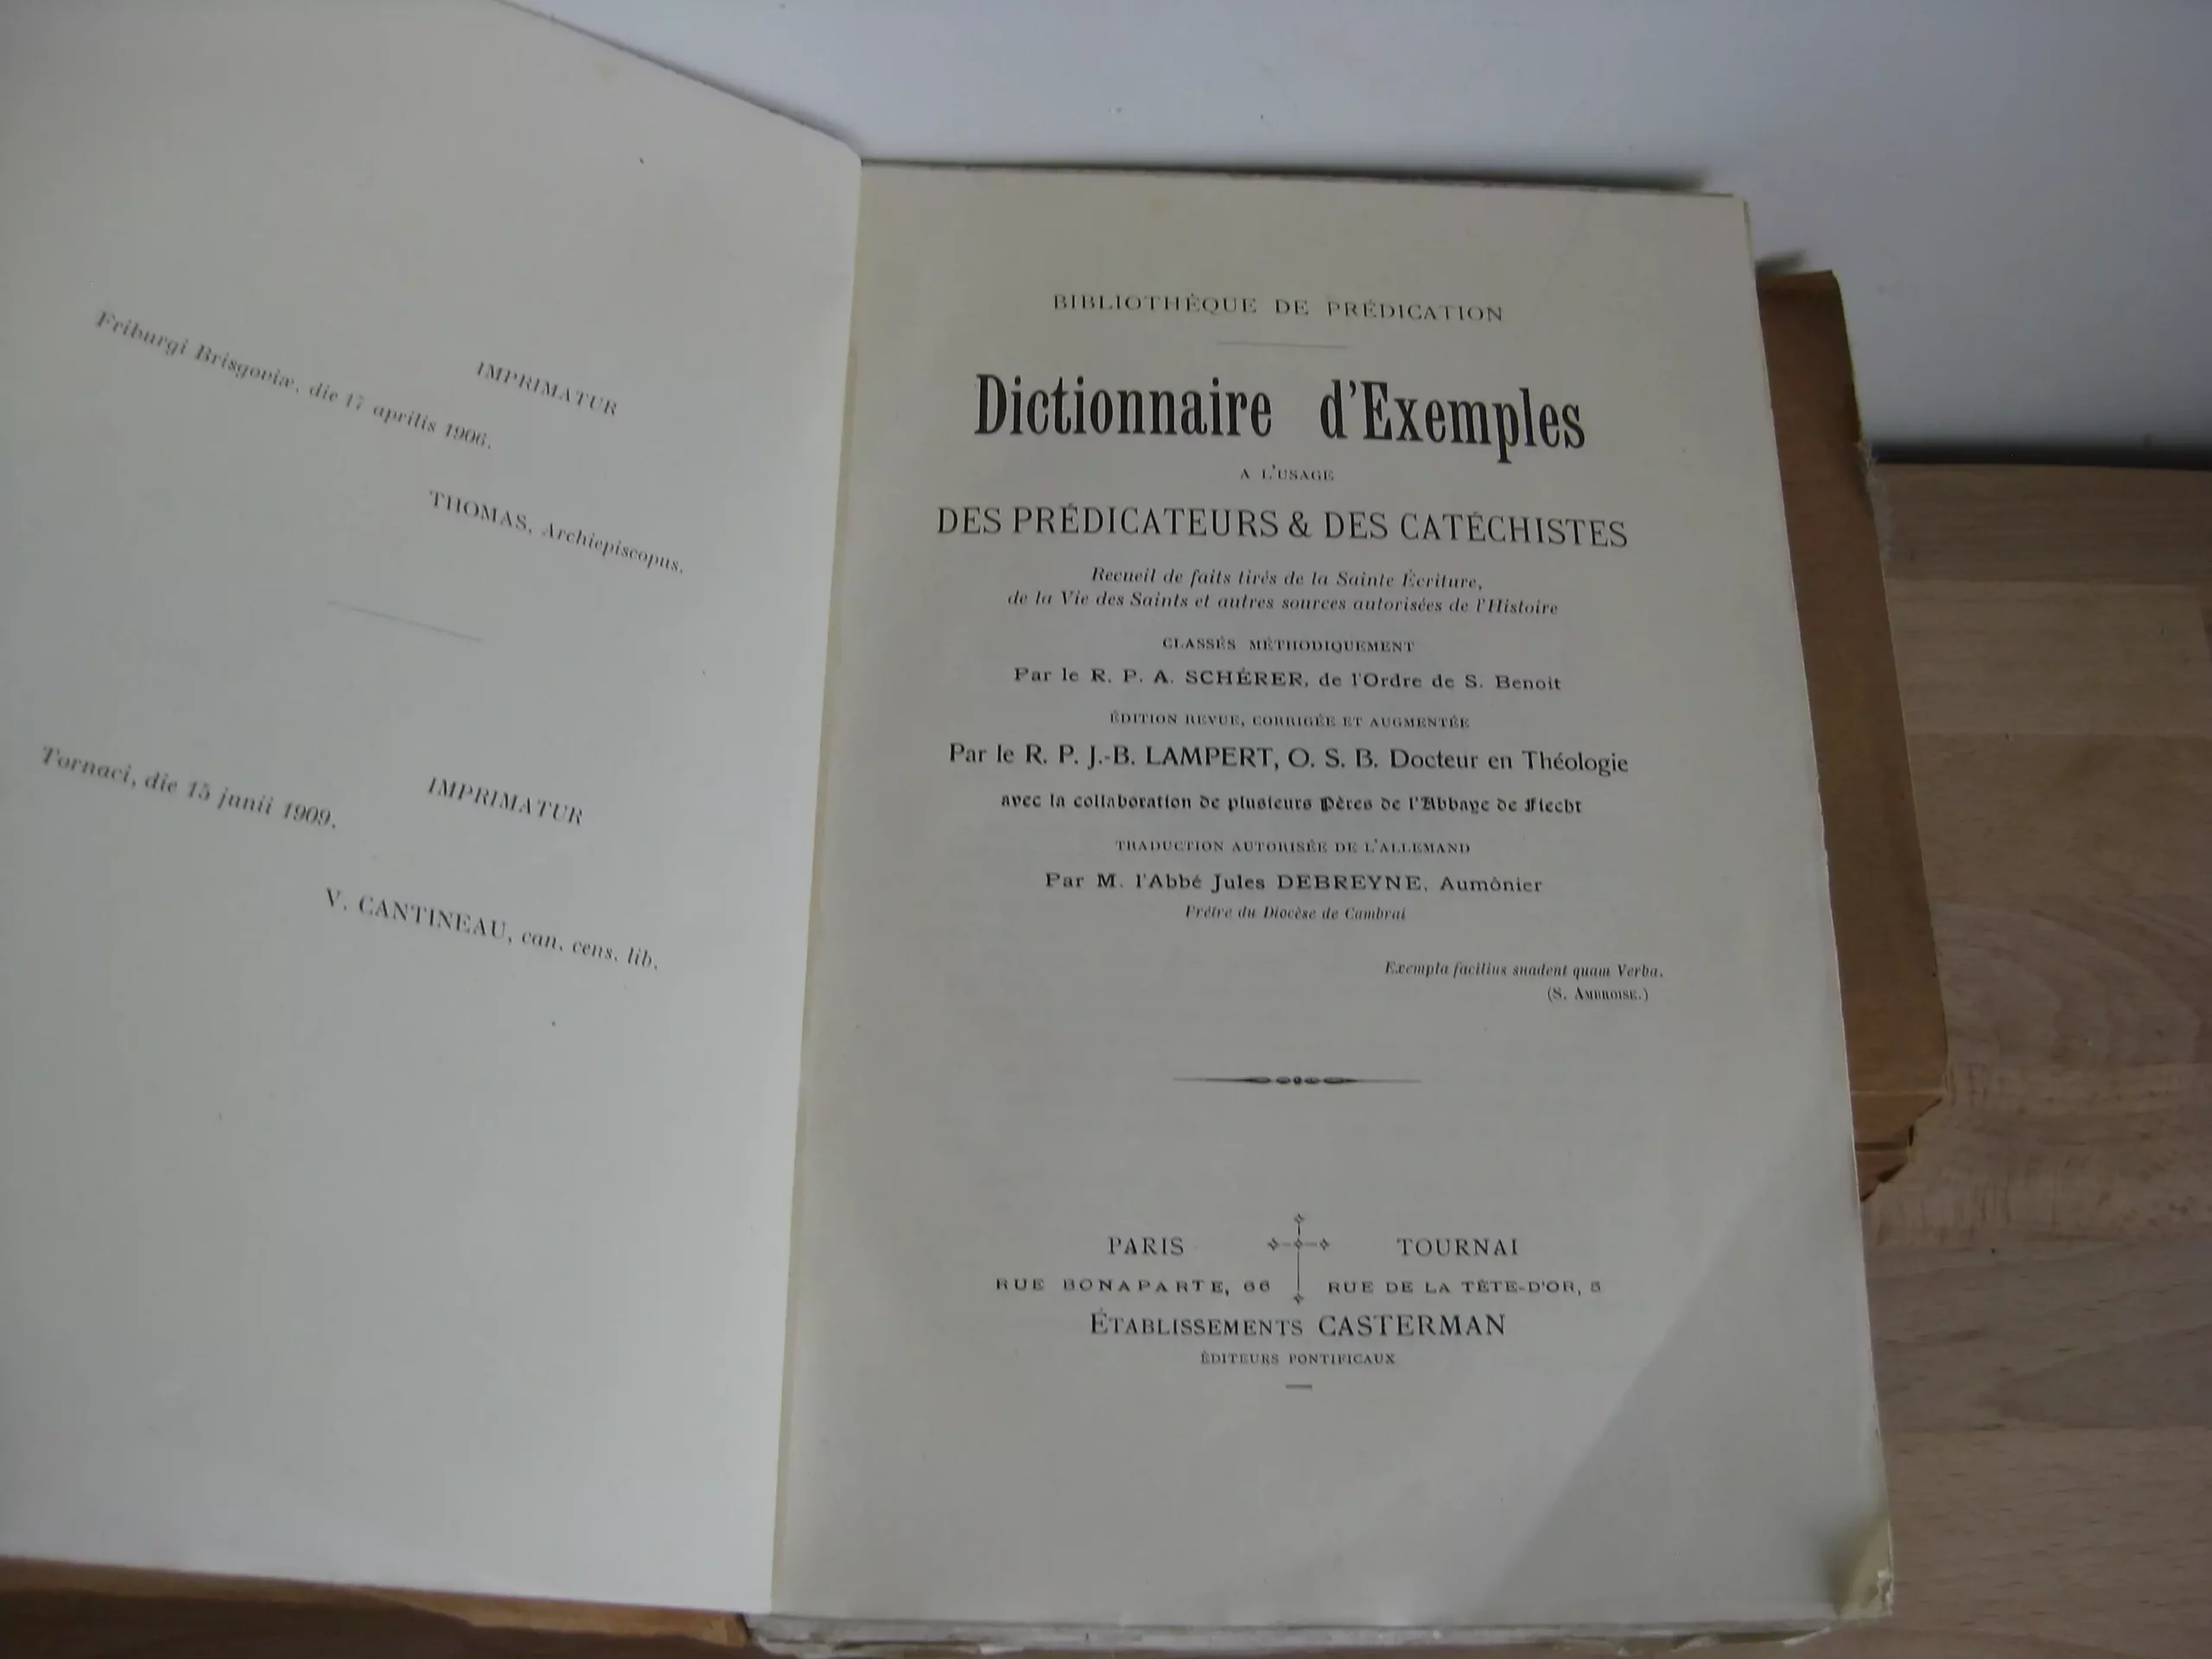 IMPRIMATUR
Friburgi Brisgoviæ, die 17 aprilis 1906.
THOMAS, Archiepiscopus.
IMPRIMATUR
Tornaci, die 15 junii 1909.
V. CANTINEAU, can. cens. lib.
BIBLIOTHÈQUE DE PRÉDICATION
Dictionnaire d'Exemples
A L'USAGE
DES PRÉDICATEURS & DES CATÉCHISTES
Recueil de faits tirés de la Sainte Écriture,
de la Vie des Saints et autres sources autorisées de l'Histoire
CLASSÉS MÉTHODIQUEMENT
Par le R. P. A. SCHÉRER, de l'Ordre de S. Benoit
ÉDITION REVUE, CORRIGÉE ET AUGMENTÉE
Par le R. P. J.-B. LAMPERT, O. S. B. Docteur en Théologie
avec la collaboration de plusieurs Pères de l'Abbaye de Fiecht
TRADUCTION AUTORISÉE DE L'ALLEMAND
Par M. l'Abbé Jules DEBREYNE, Aumônier
Prêtre du Diocèse de Cambrai
Exempla facilius suadent quam Verba.
(S. AMBROISE.)
PARIS TOURNAI
RUE BONAPARTE, 66 RUE DE LA TÊTE-D'OR, 5
ÉTABLISSEMENTS CASTERMAN
ÉDITEURS PONTIFICAUX